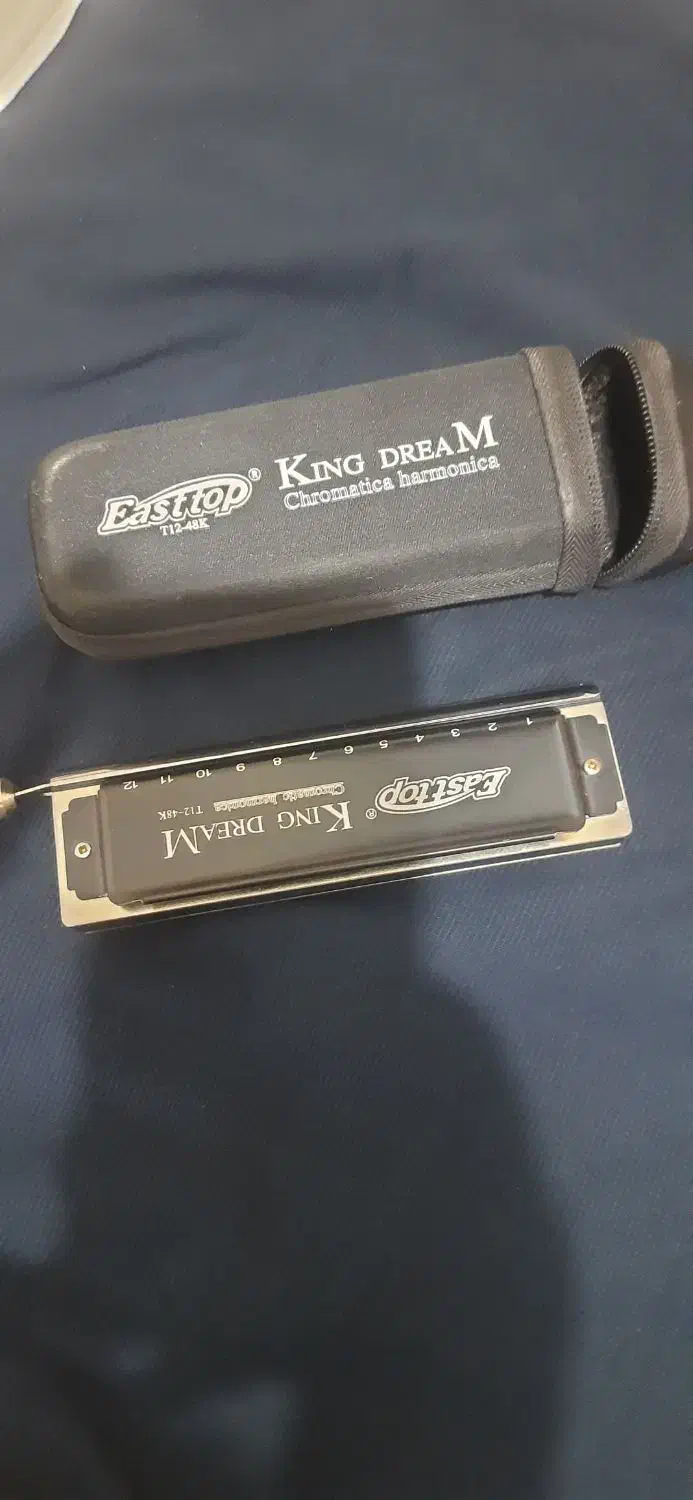 Easttop®
T12-48K
KING DREAM
Chromatica harmonica
1 2 3 4 5 6 7 8 9 10 11 12
Easttop®
KING DREAM
Chromatic harmonica T12-48K